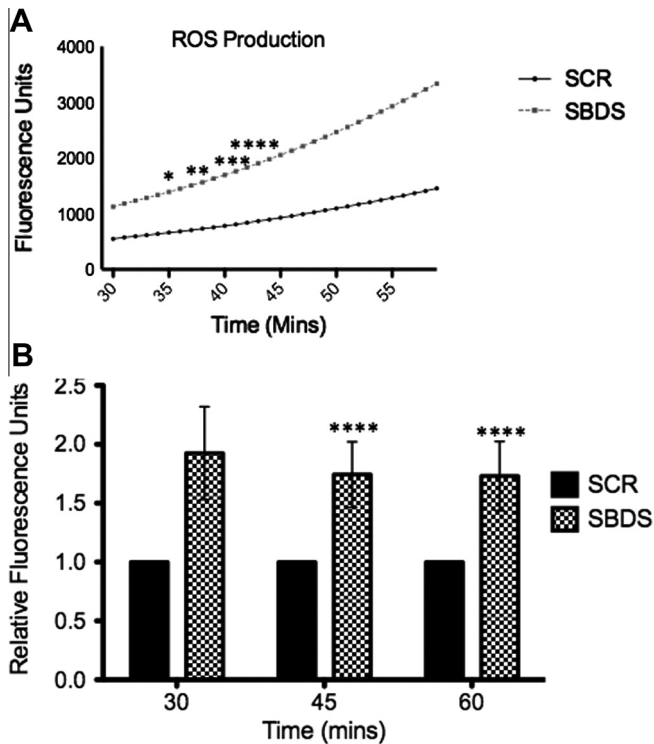 A
ROS Production
Fluorescence Units
4000
3000
2000
1000
0
* ** *** ****
30 35 40 45 50 55
Time (Mins)
SCR
SBDS
B
Relative Fluorescence Units
2.5
2.0
1.5
1.0
0.5
0.0
**** ****
30 45 60
Time (mins)
SCR
SBDS